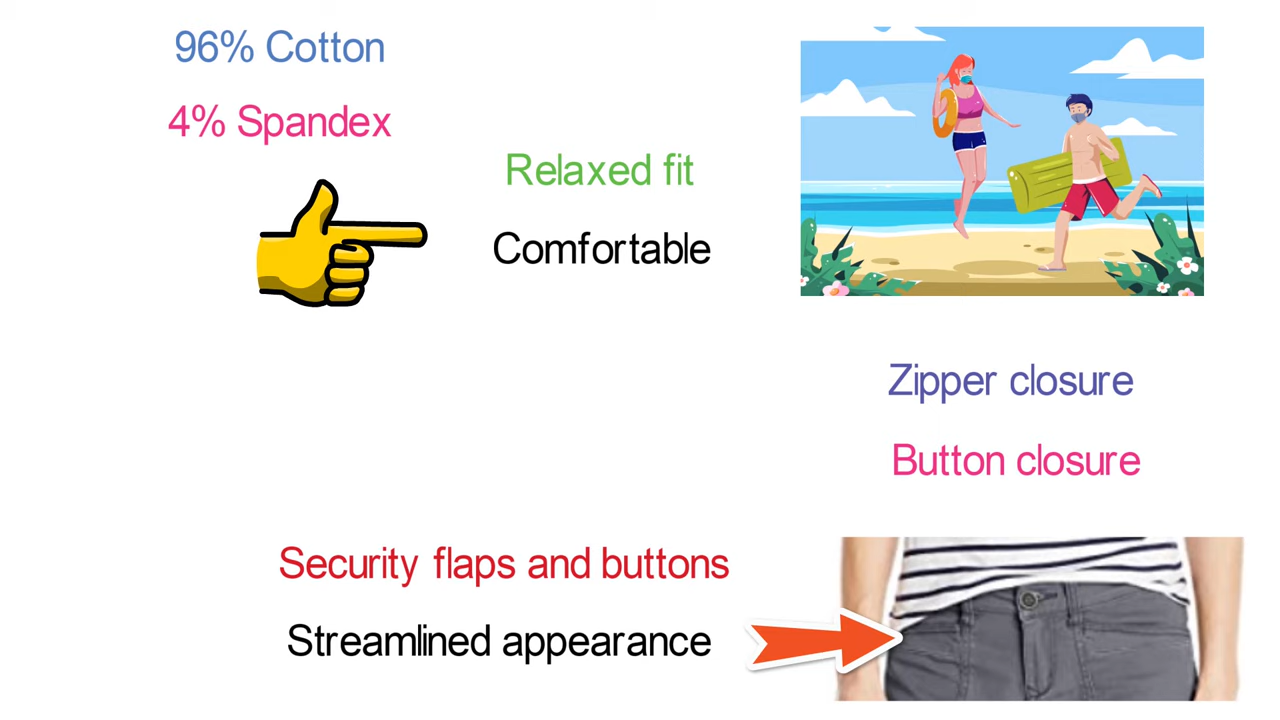 96% Cotton
4% Spandex
Relaxed fit
Comfortable
Zipper closure
Button closure
Security flaps and buttons
Streamlined appearance